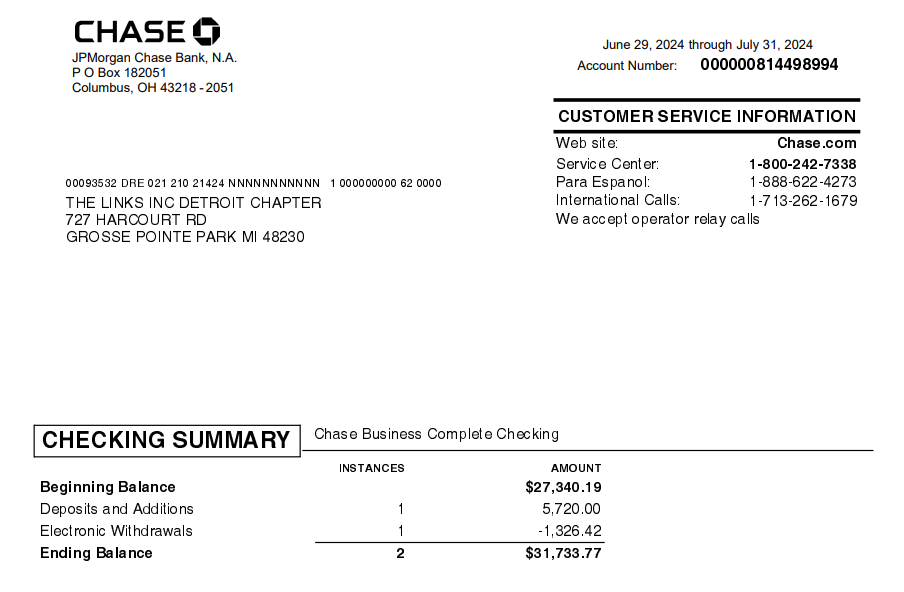 CHASE
JPMorgan Chase Bank, N.A.
P O Box 182051
Columbus, OH 43218 - 2051
June 29, 2024 through July 31, 2024
Account Number: 000000814498994
CUSTOMER SERVICE INFORMATION
Web site: Chase.com
Service Center: 1-800-242-7338
Para Espanol: 1-888-622-4273
International Calls: 1-713-262-1679
We accept operator relay calls
00093532 DRE 021 210 21424 NNNNNNNNNNN 1 000000000 62 0000
THE LINKS INC DETROIT CHAPTER
727 HARCOURT RD
GROSSE POINTE PARK MI 48230
CHECKING SUMMARY Chase Business Complete Checking
INSTANCES AMOUNT
Beginning Balance $27,340.19
Deposits and Additions 1 5,720.00
Electronic Withdrawals 1 -1,326.42
Ending Balance 2 $31,733.77